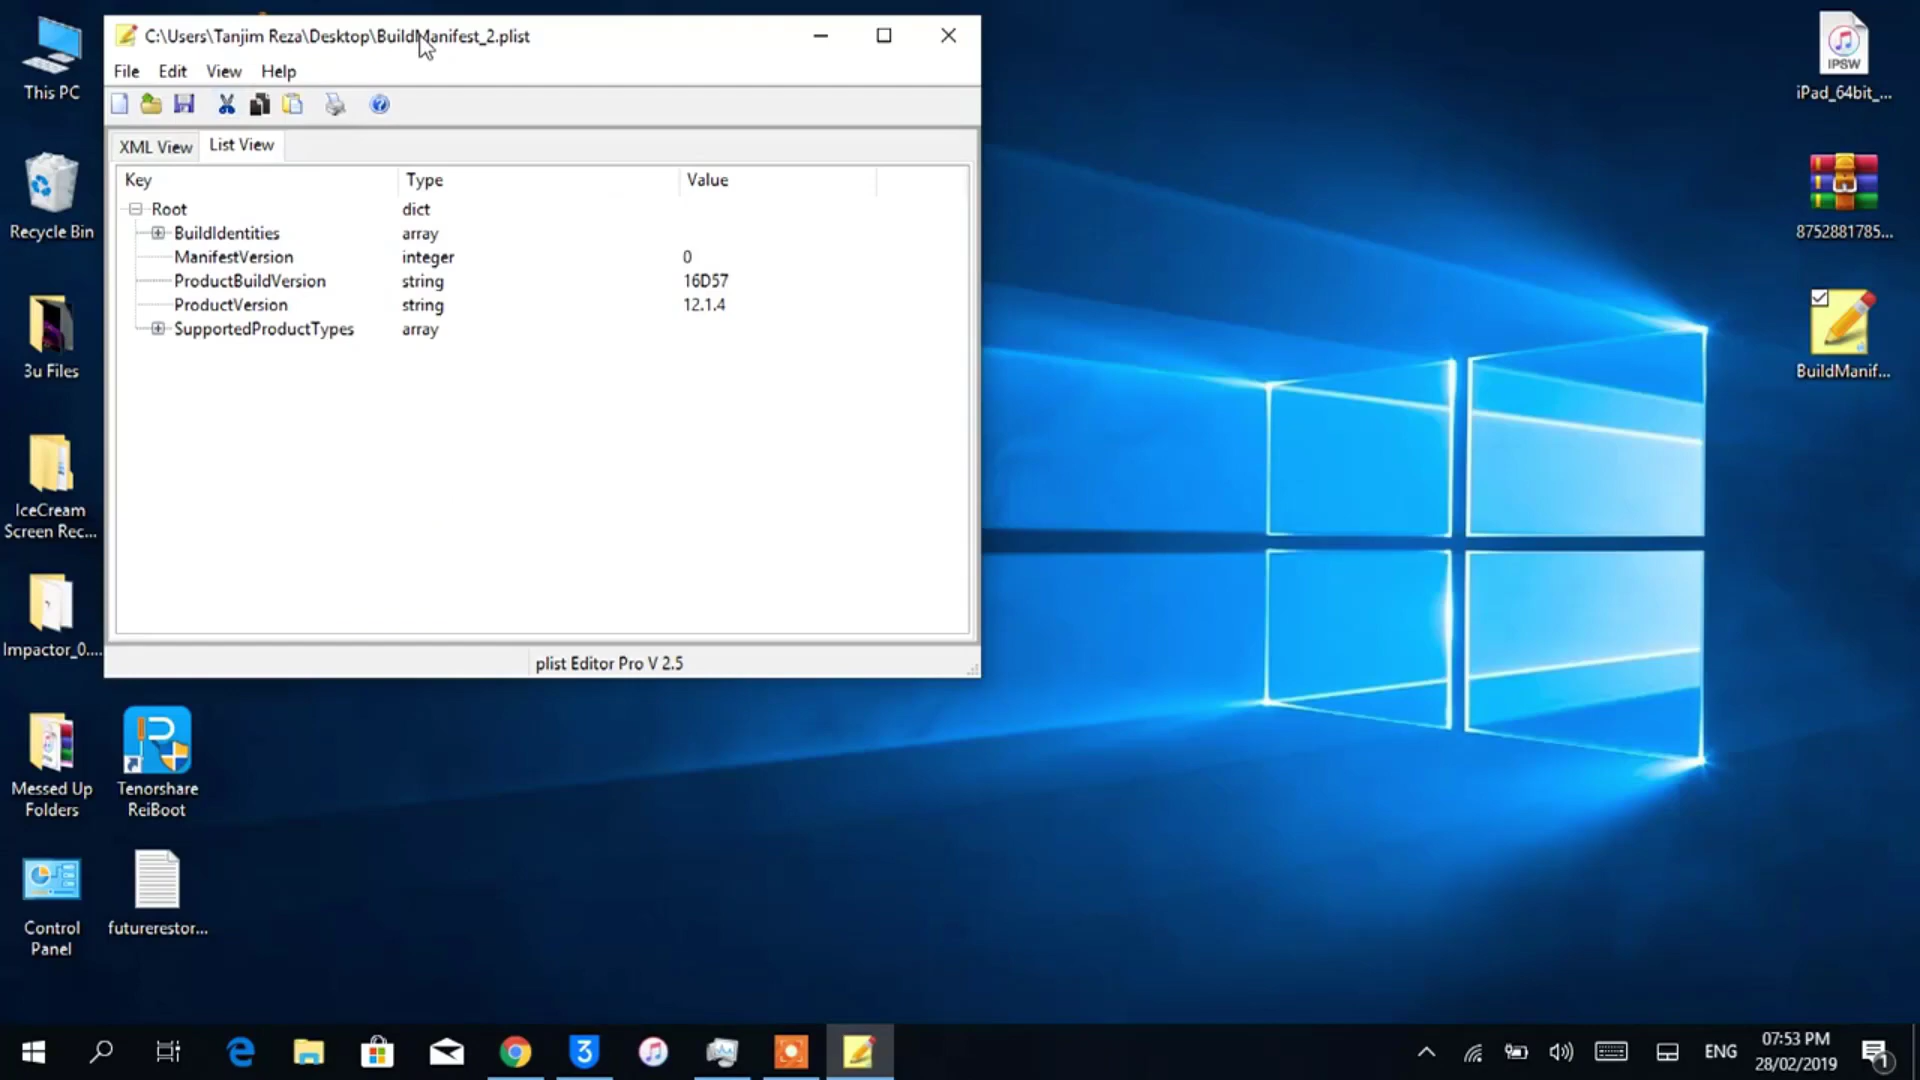 C:\Users\Tanjim Reza\Desktop\BuildManifest_2.plist
File Edit View Help
XML View List View
Key Type Value
Root dict
BuildIdentities array
ManifestVersion integer 0
ProductBuildVersion string 16D57
ProductVersion string 12.1.4
SupportedProductTypes array
plist Editor Pro V 2.5
This PC
Recycle Bin
3u Files
IceCream
Screen Rec...
Impactor_0....
Messed Up
Folders
Tenorshare
ReiBoot
Control
Panel
futurerestor...
IPSW
iPad_64bit_...
8752881785...
BuildManif...
3
ENG
07:53 PM
28/02/2019
1